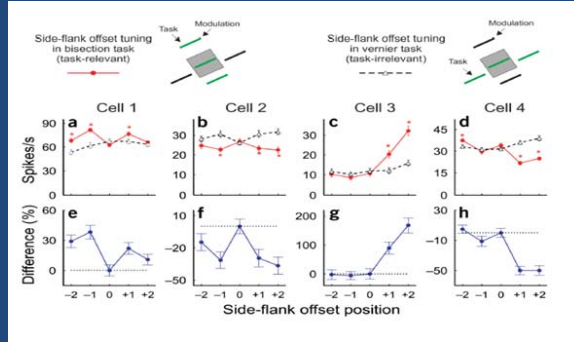 Side-flank offset tuning
in bisection task
(task-relevant)
Task
Modulation
Side-flank offset tuning
in vernier task
(task-irrelevant)
Task
Modulation
Cell 1
Cell 2
Cell 3
Cell 4
Spikes/s
a
90
60
30
0
b
30
20
10
0
c
30
20
10
0
d
45
30
15
Difference (%)
e
60
30
0
f
10
-20
-50
g
200
100
0
h
30
-10
-50
-2 -1 0 +1 +2
-2 -1 0 +1 +2
-2 -1 0 +1 +2
-2 -1 0 +1 +2
Side-flank offset position